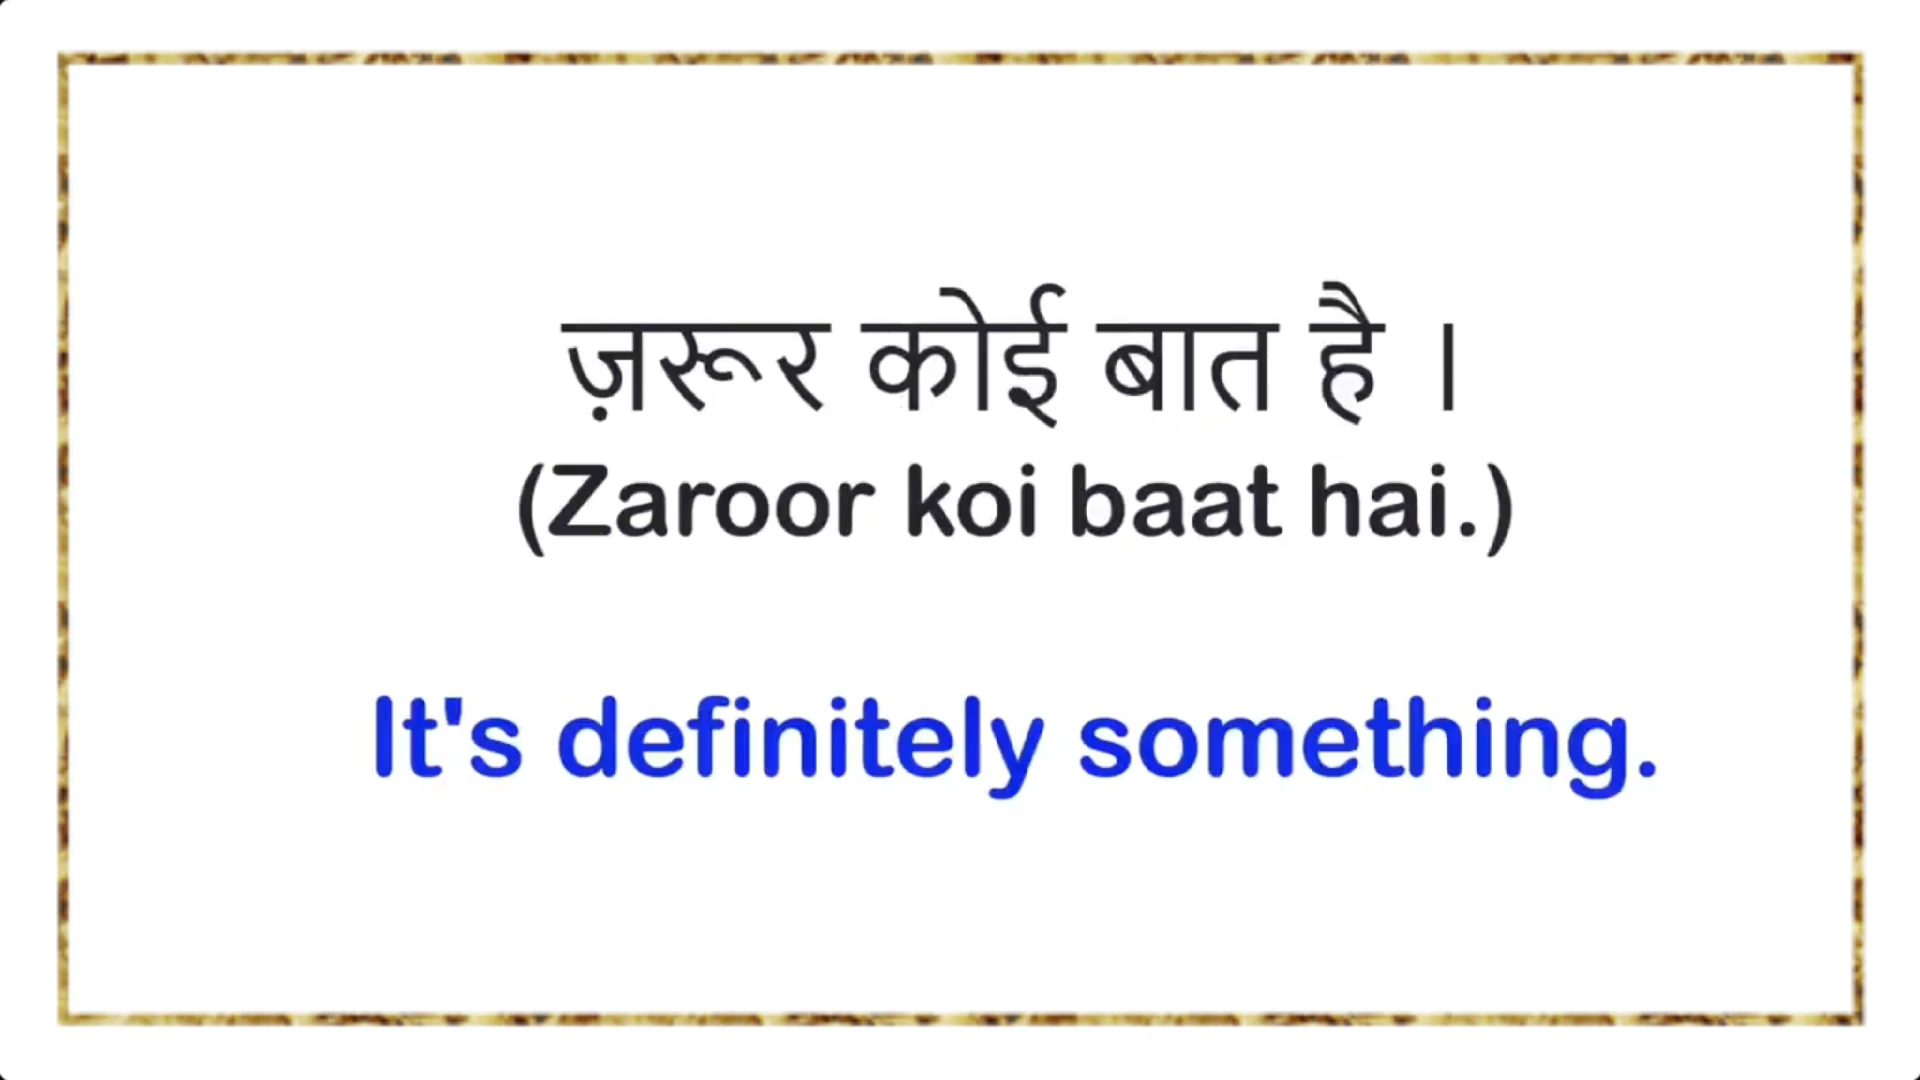 ज़रूर कोई बात है ।
(Zaroor koi baat hai.)
It's definitely something.